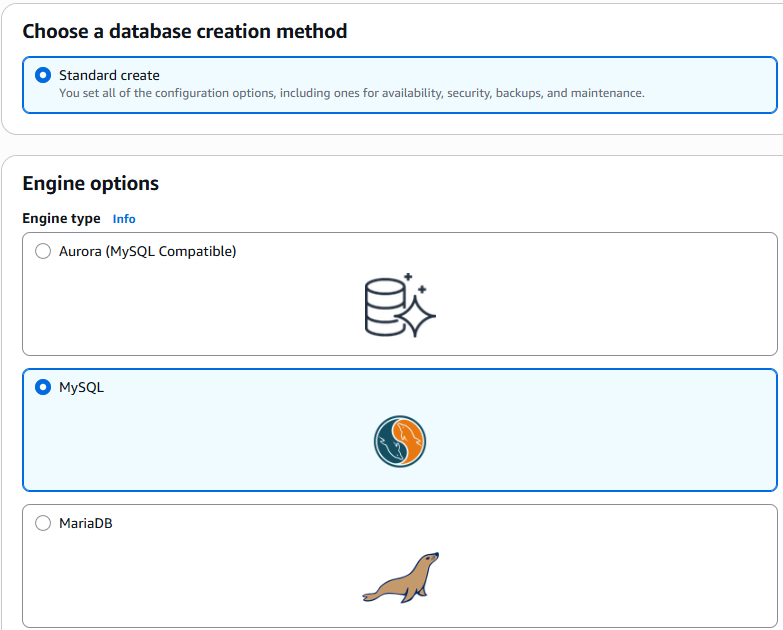 Choose a database creation method
Standard create
You set all of the configuration options, including ones for availability, security, backups, and maintenance.
Engine options
Engine type Info
Aurora (MySQL Compatible)
MySQL
MariaDB